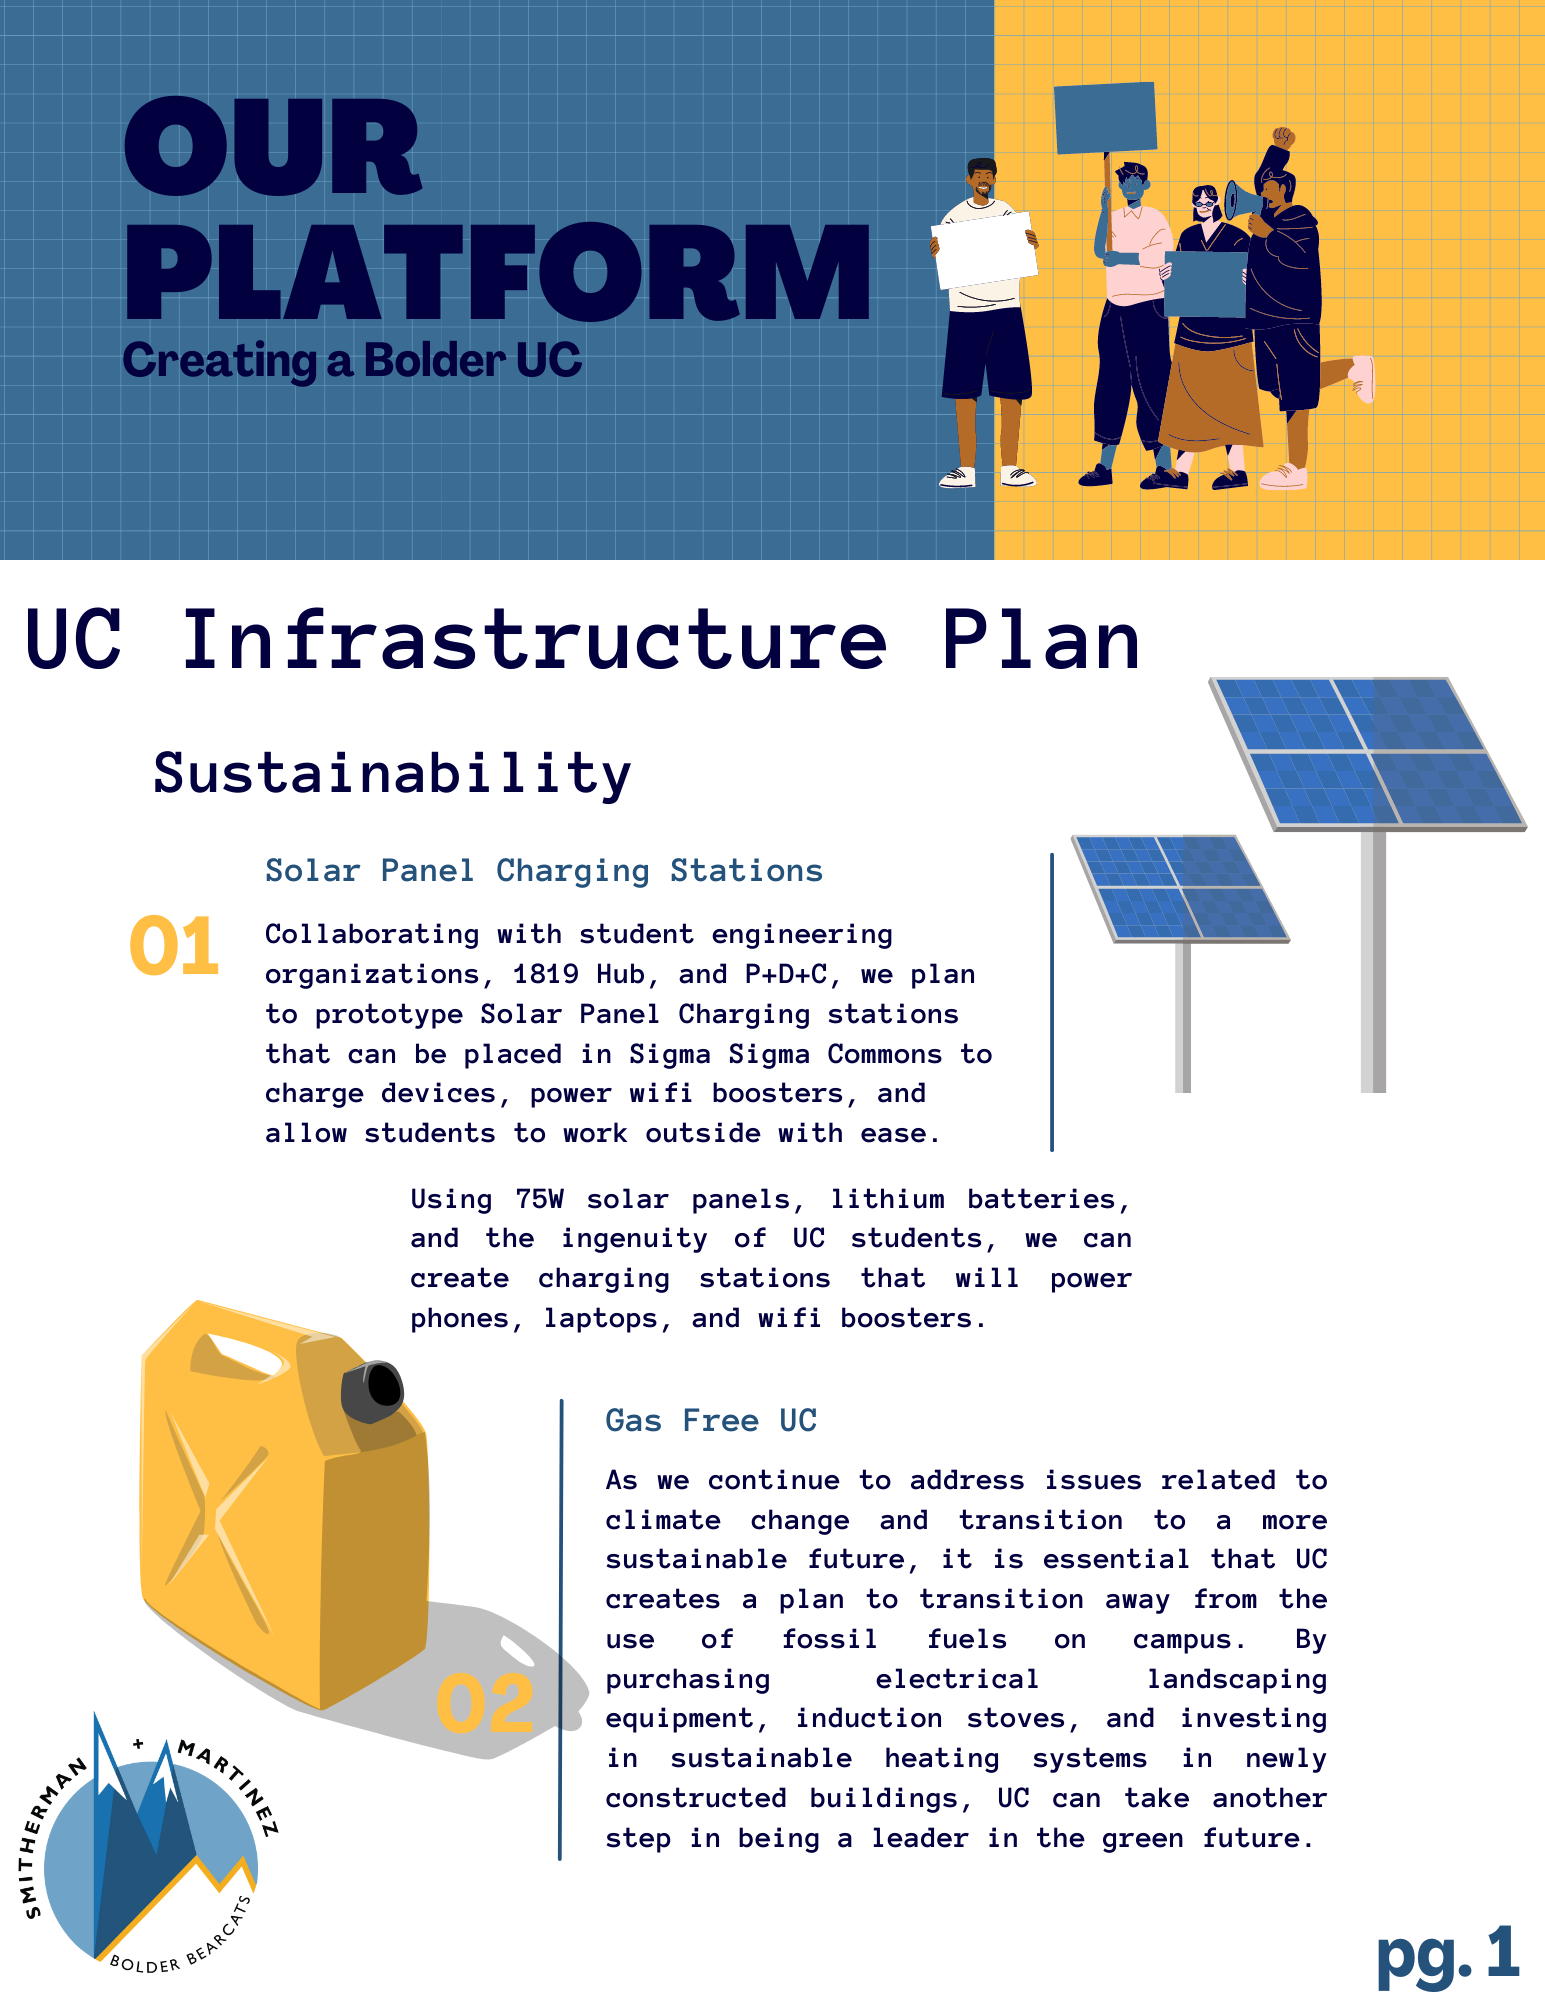 OUR
PLATFORM
Creating a Bolder UC
UC Infrastructure Plan
Sustainability
Solar Panel Charging Stations
01
Collaborating with student engineering
organizations, 1819 Hub, and P+D+C, we plan
to prototype Solar Panel Charging stations
that can be placed in Sigma Sigma Commons to
charge devices, power wifi boosters, and
allow students to work outside with ease.
Using 75W solar panels, lithium batteries,
and the ingenuity of UC students, we can
create charging stations that will power
phones, laptops, and wifi boosters.
Gas Free UC
02
As we continue to address issues related to
climate change and transition to a more
sustainable future, it is essential that UC
creates a plan to transition away from the
use of fossil fuels on campus. By
purchasing electrical landscaping
equipment, induction stoves, and investing
in sustainable heating systems in newly
constructed buildings, UC can take another
step in being a leader in the green future.
SMITHERMAN + MARTINEZ
BOLDER BEARCATS
pg. 1